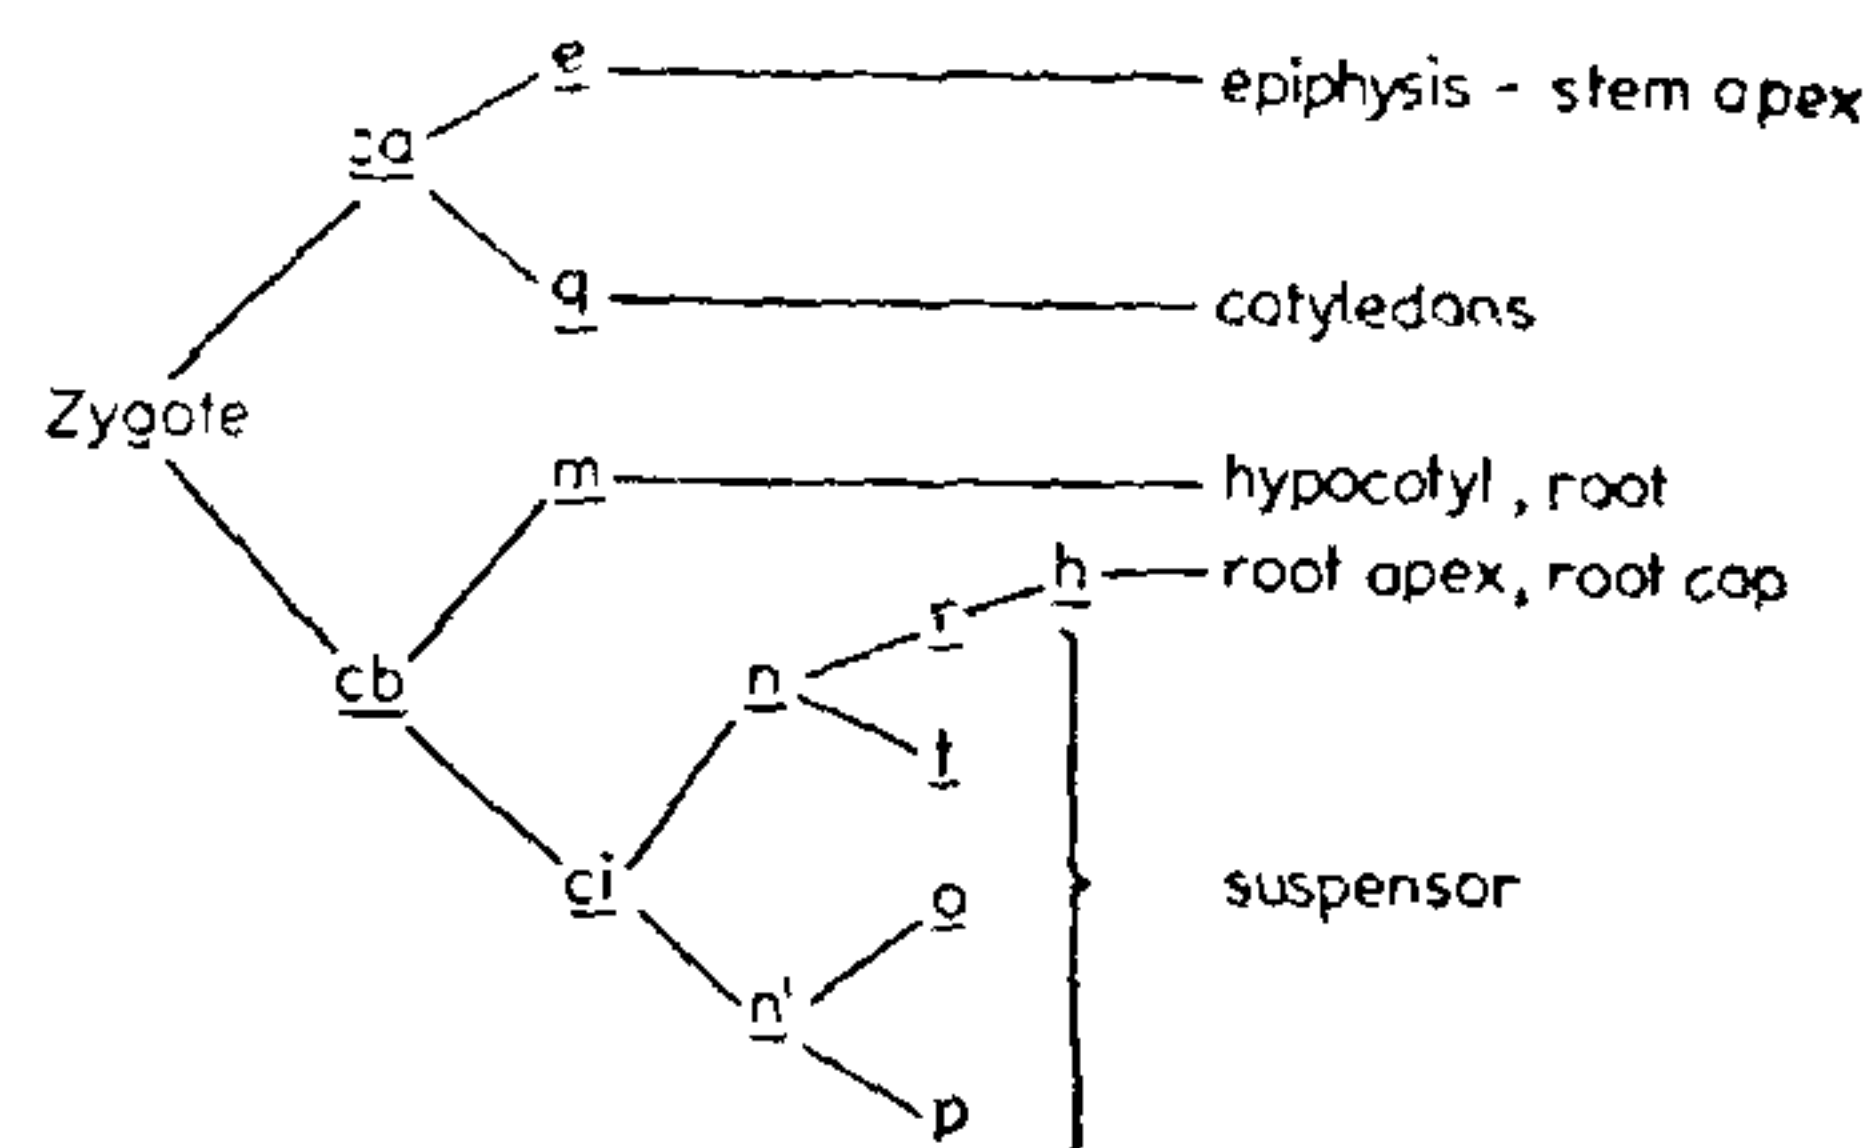 e epiphysis - stem apex
ca
q cotyledons
Zygote
m hypocotyl, root
h root apex, root cap
r
cb n
t
ci o suspensor
n'
p